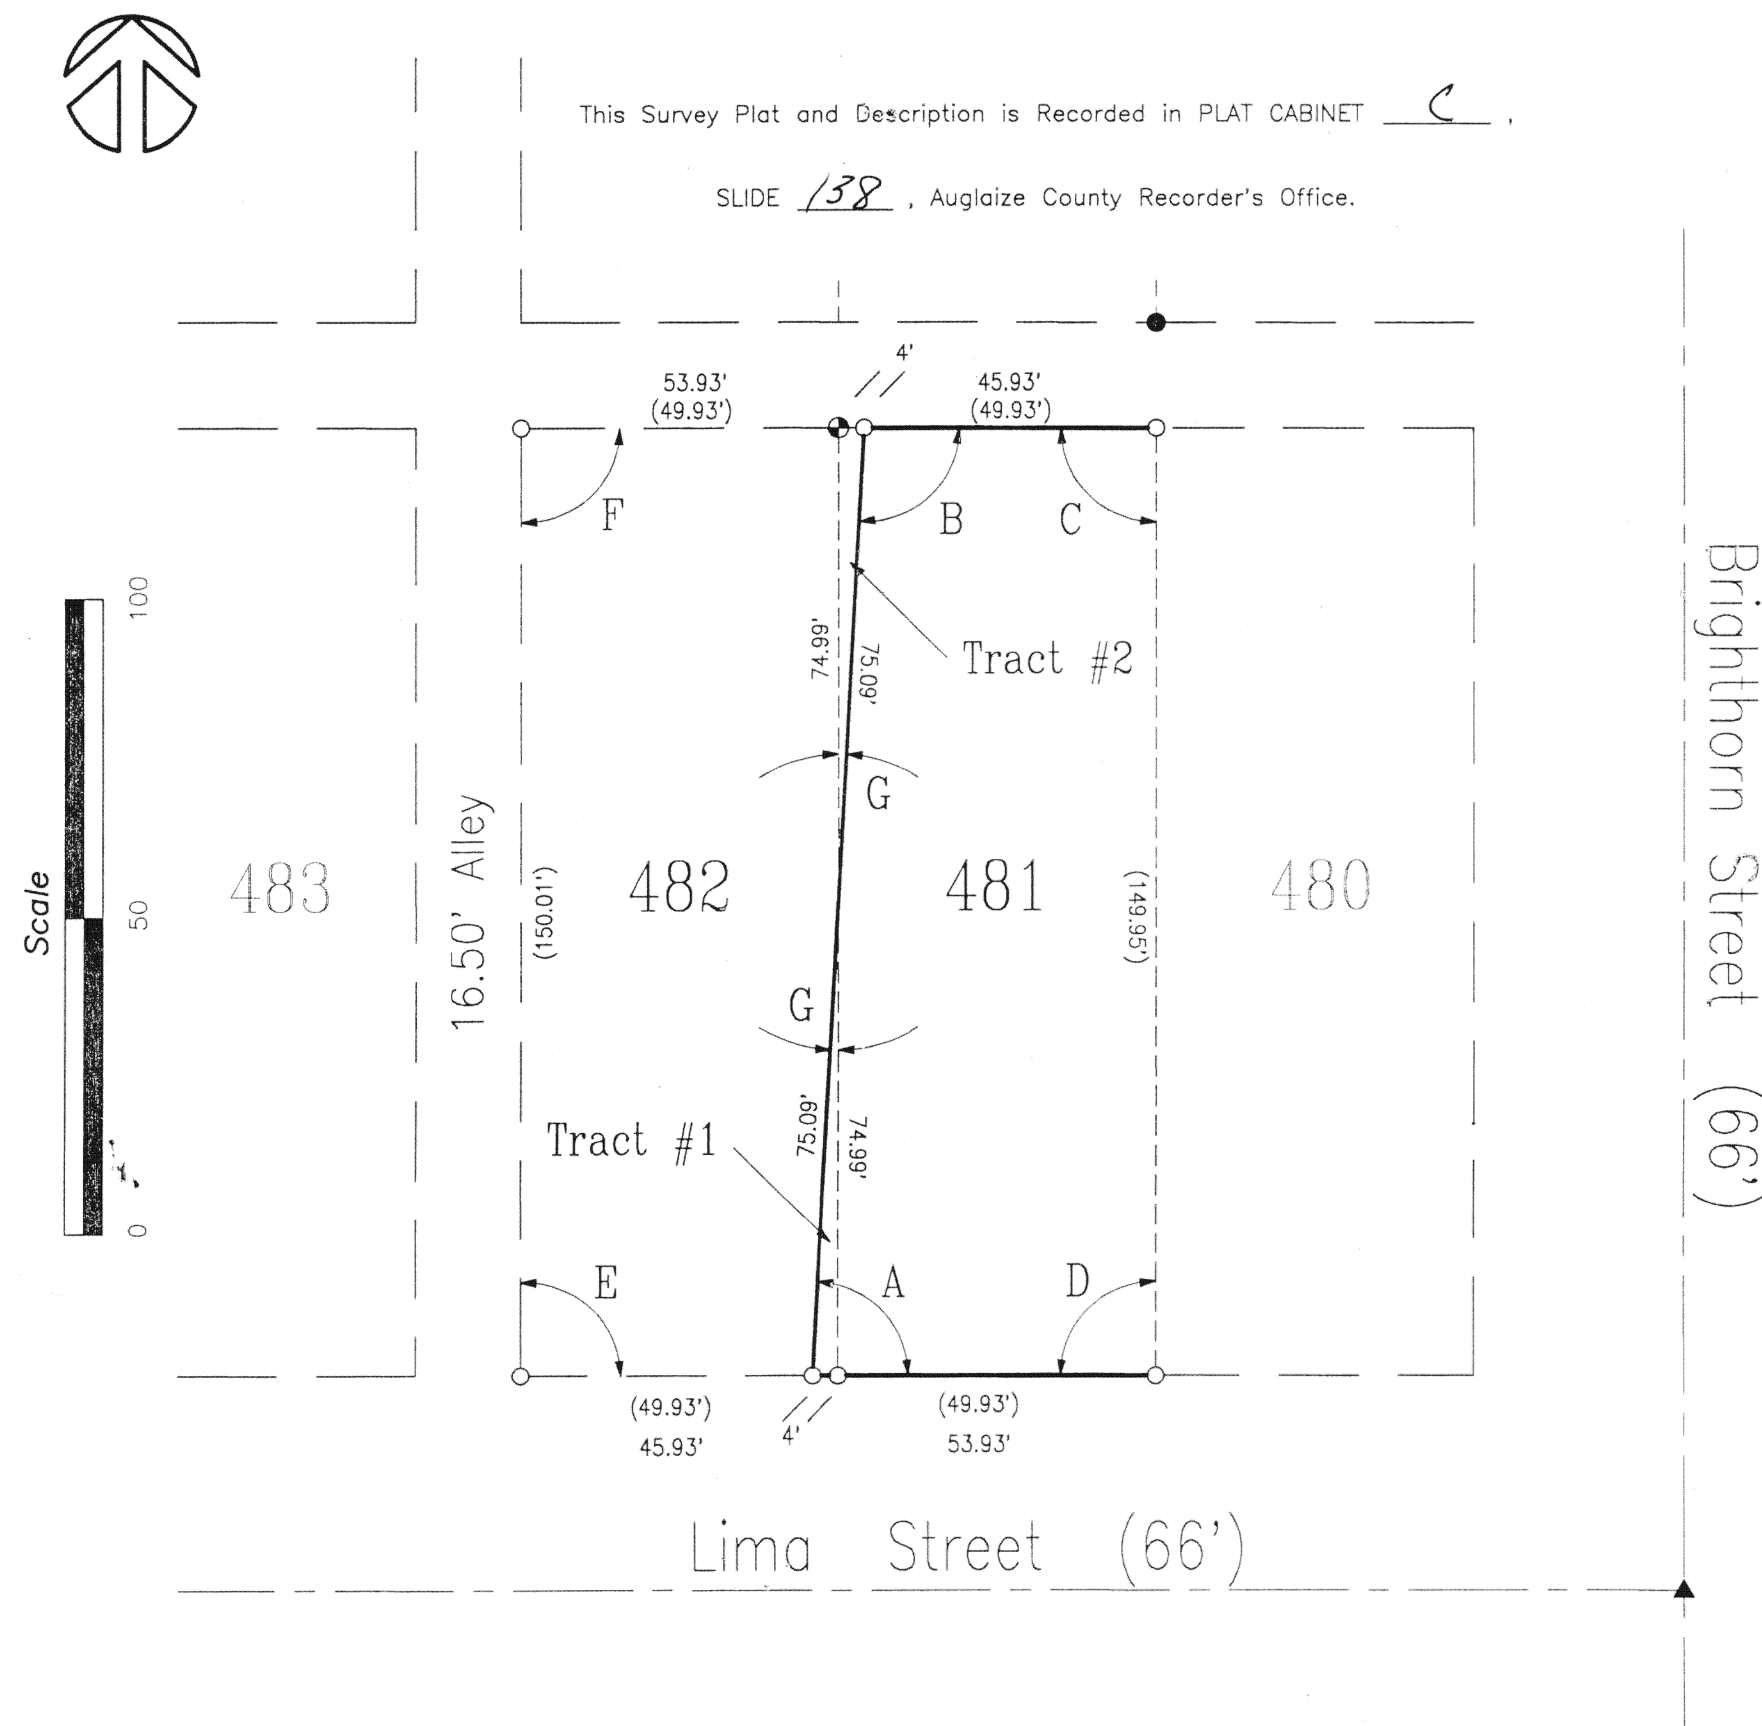 This Survey Plat and Description is Recorded in PLAT CABINET C ,
SLIDE 138 , Auglaize County Recorder's Office.
4'
53.93'
(49.93')
45.93'
(49.93')
F
B
C
100
50
0
Scale
74.99'
75.09'
Tract #2
G
Brighthorn Street (66')
16.50' Alley
483
(150.01')
482
481
(149.95')
480
G
75.09'
74.99'
Tract #1
E
A
D
(49.93')
45.93'
4'
(49.93')
53.93'
Lima Street (66')